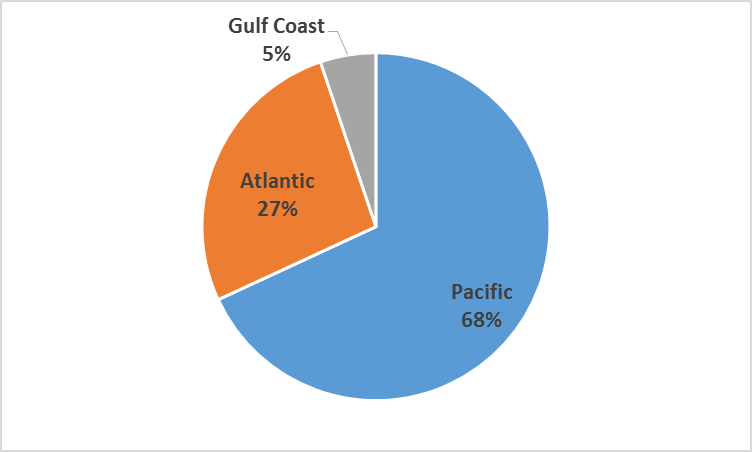 Gulf Coast
5%
Atlantic
27%
Pacific
68%